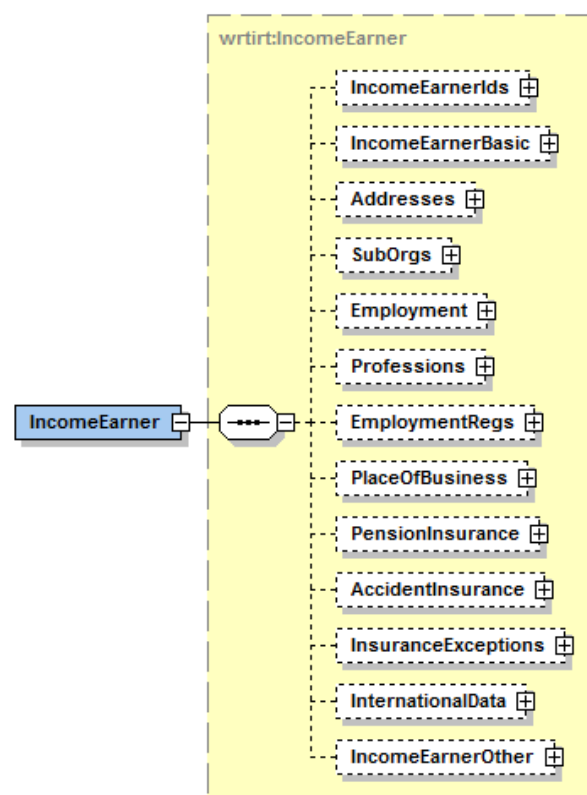 wrtirt:IncomeEarner
IncomeEarnerIds
IncomeEarnerBasic
Addresses
SubOrgs
Employment
Professions
IncomeEarner
EmploymentRegs
PlaceOfBusiness
PensionInsurance
AccidentInsurance
InsuranceExceptions
InternationalData
IncomeEarnerOther